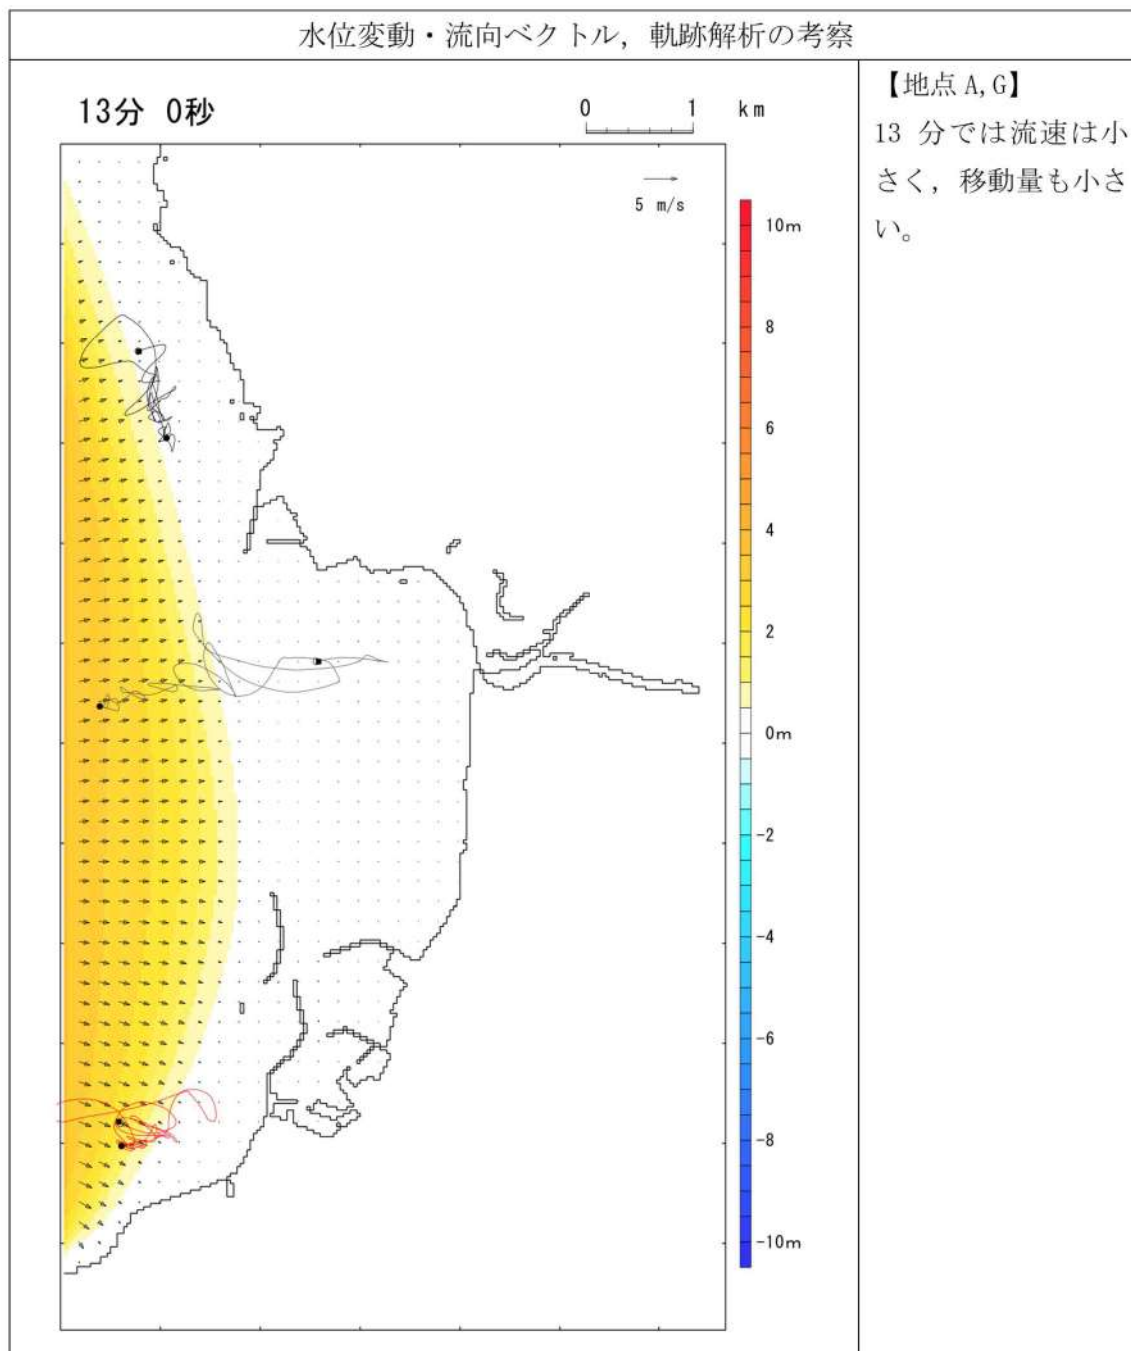 水位変動・流向ベクトル，軌跡解析の考察
13分 0秒
0 1 km
5 m/s
10m
8
6
4
2
0m
-2
-4
-6
-8
-10m
【地点 A,G】
13 分では流速は小
さく，移動量も小さ
い。